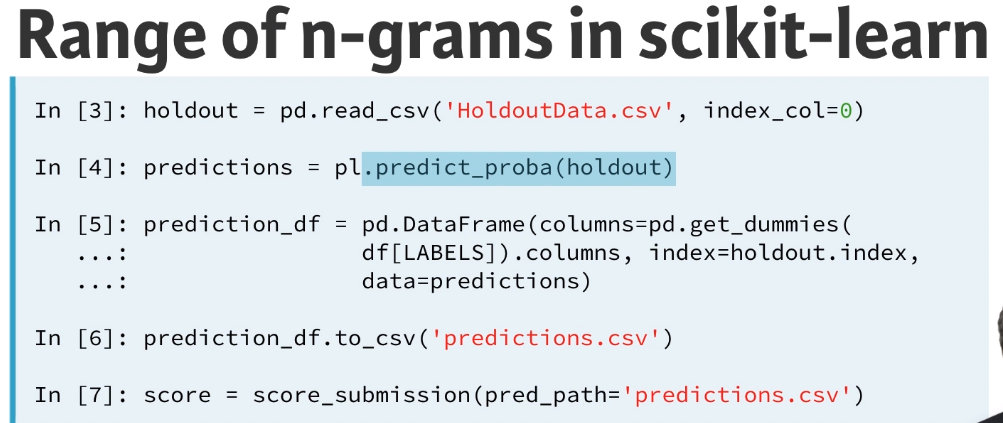 Range of n-grams in scikit-learn
In [3]: holdout = pd.read_csv('HoldoutData.csv', index_col=0)
In [4]: predictions = pl.predict_proba(holdout)
In [5]: prediction_df = pd.DataFrame(columns=pd.get_dummies(
...: df[LABELS]).columns, index=holdout.index,
...: data=predictions)
In [6]: prediction_df.to_csv('predictions.csv')
In [7]: score = score_submission(pred_path='predictions.csv')